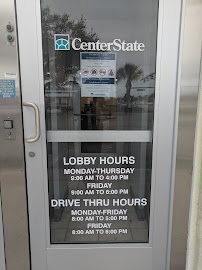 CenterState
LOBBY HOURS
MONDAY-THURSDAY
9:00 AM TO 4:00 PM
FRIDAY
9:00 AM TO 6:00 PM
DRIVE THRU HOURS
MONDAY-FRIDAY
8:00 AM TO 5:00 PM
FRIDAY
8:00 AM TO 6:00 PM